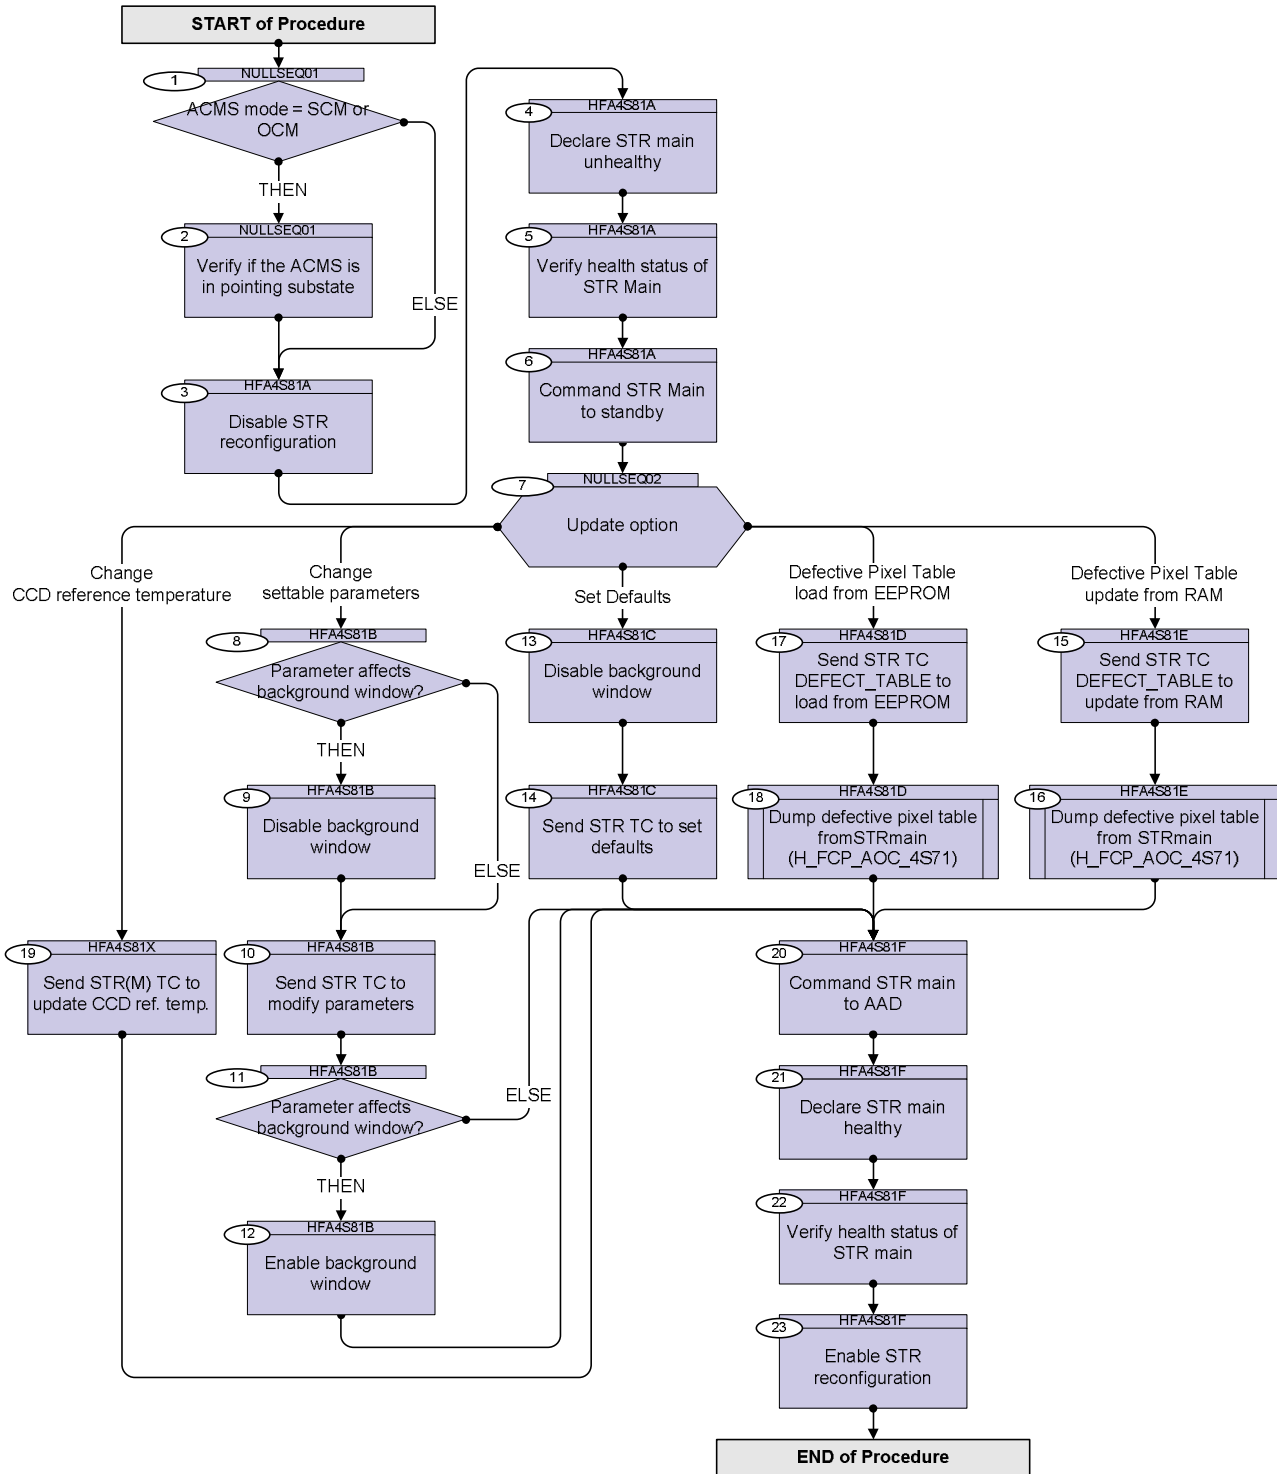 START of Procedure
1
NULLSEQ01
ACMS mode = SCM or
OCM
THEN
ELSE
2
NULLSEQ01
Verify if the ACMS is
in pointing substate
3
HFA4S81A
Disable STR
reconfiguration
4
HFA4S81A
Declare STR main
unhealthy
5
HFA4S81A
Verify health status of
STR Main
6
HFA4S81A
Command STR Main
to standby
7
NULLSEQ02
Update option
Change
CCD reference temperature
Change
settable parameters
Set Defaults
Defective Pixel Table
load from EEPROM
Defective Pixel Table
update from RAM
8
HFA4S81B
Parameter affects
background window?
THEN
ELSE
9
HFA4S81B
Disable background
window
13
HFA4S81C
Disable background
window
14
HFA4S81C
Send STR TC to set
defaults
17
HFA4S81D
Send STR TC
DEFECT_TABLE to
load from EEPROM
18
HFA4S81D
Dump defective pixel table
fromSTRmain
(H_FCP_AOC_4S71)
15
HFA4S81E
Send STR TC
DEFECT_TABLE to
update from RAM
16
HFA4S81E
Dump defective pixel table
from STRmain
(H_FCP_AOC_4S71)
19
HFA4S81X
Send STR(M) TC to
update CCD ref. temp.
10
HFA4S81B
Send STR TC to
modify parameters
11
HFA4S81B
Parameter affects
background window?
ELSE
THEN
12
HFA4S81B
Enable background
window
20
HFA4S81F
Command STR main
to AAD
21
HFA4S81F
Declare STR main
healthy
22
HFA4S81F
Verify health status of
STR main
23
HFA4S81F
Enable STR
reconfiguration
END of Procedure